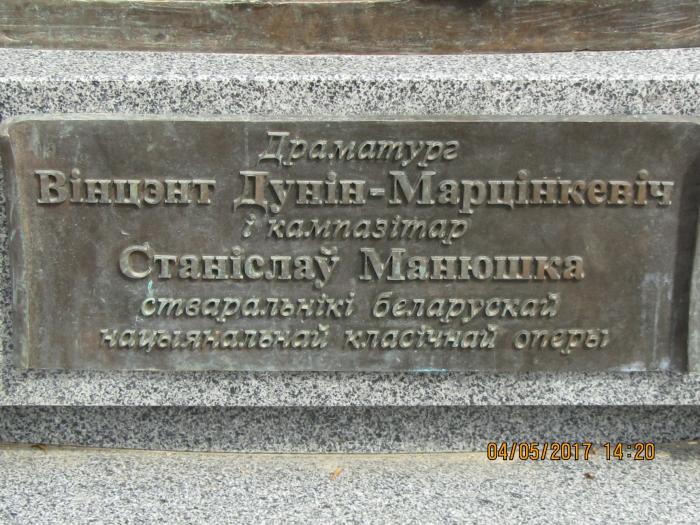 Драматург
Вінцэнт Дунін-Марцінкевіч
і кампазітар
Станіслаў Манюшка
стваральнікі беларускай
нацыянальнай класічнай оперы
04/05/2017 14:20